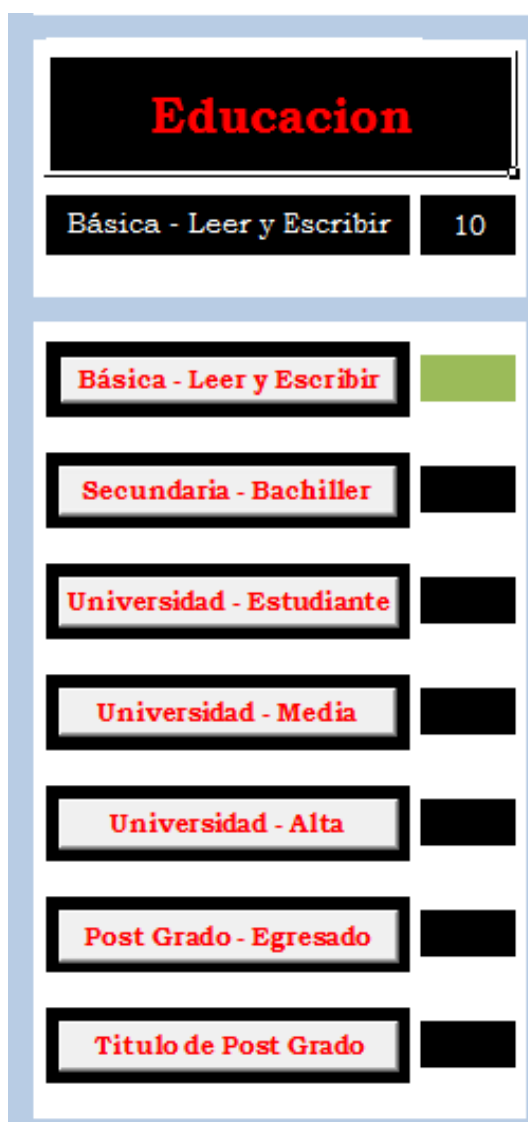 Educacion
Básica - Leer y Escribir 10
Básica - Leer y Escribir
Secundaria - Bachiller
Universidad - Estudiante
Universidad - Media
Universidad - Alta
Post Grado - Egresado
Titulo de Post Grado